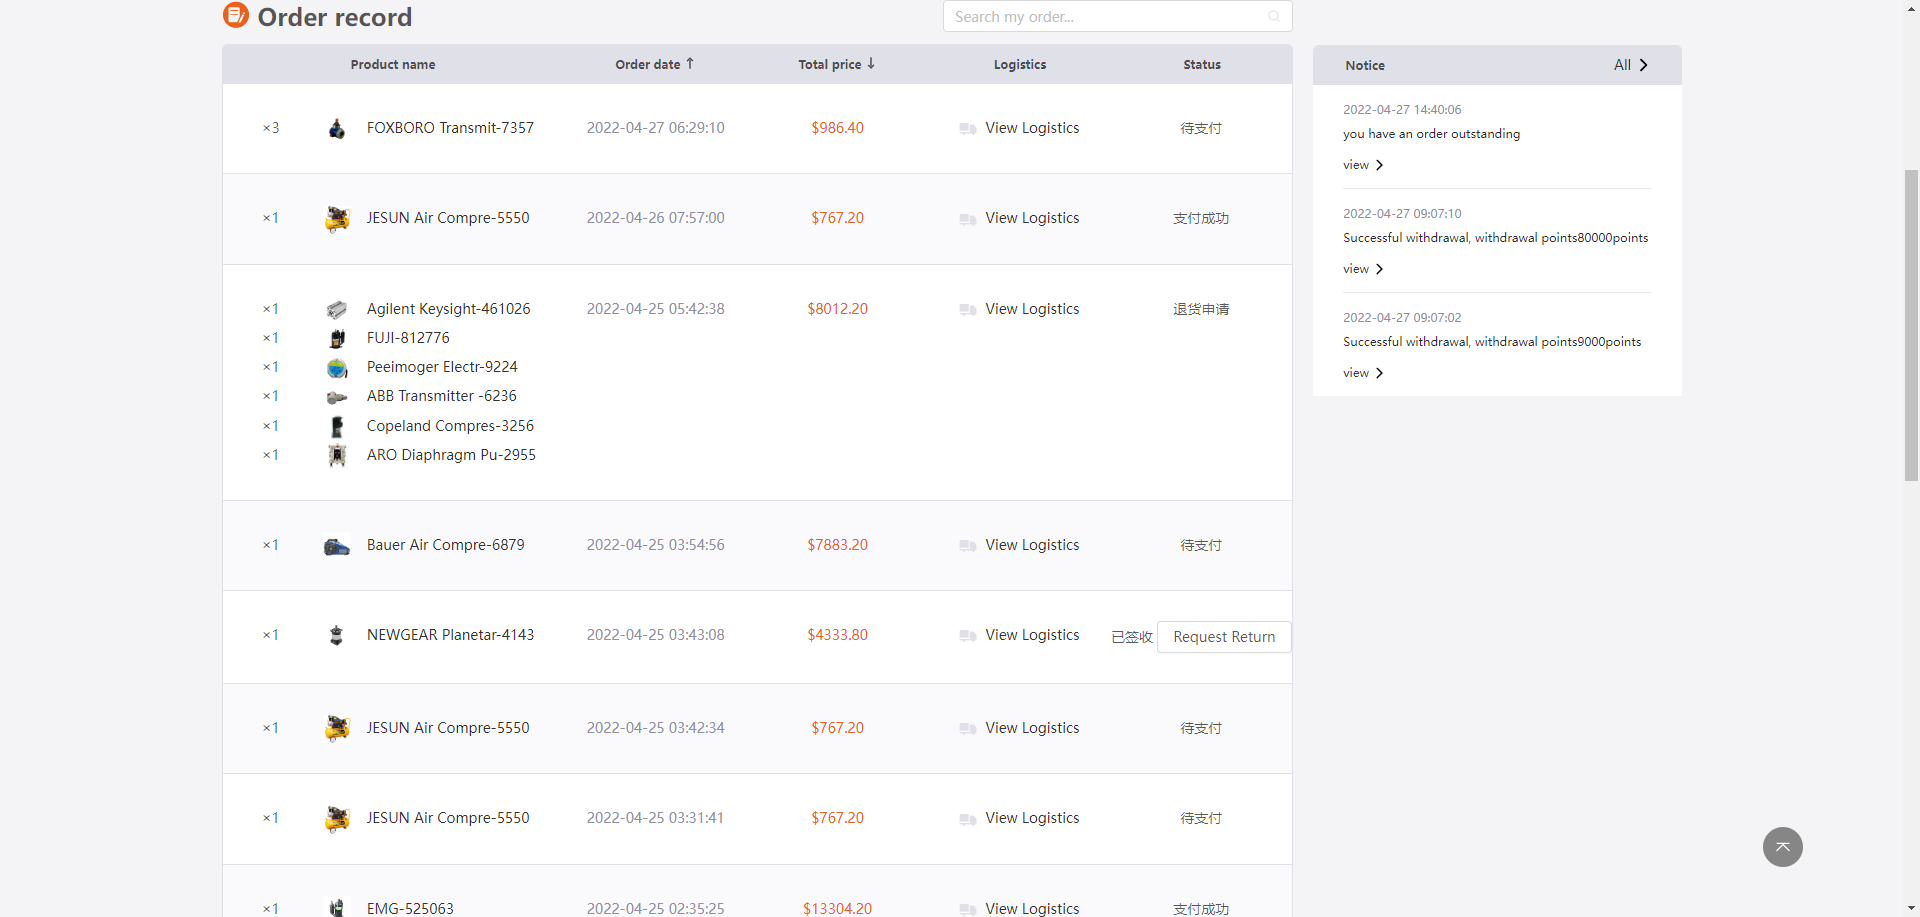 Order record
Search my order...
Product name Order date ↑ Total price ↓ Logistics Status
×3 FOXBORO Transmit-7357 2022-04-27 06:29:10 $986.40 View Logistics 待支付
×1 JESUN Air Compre-5550 2022-04-26 07:57:00 $767.20 View Logistics 支付成功
×1 Agilent Keysight-461026 2022-04-25 05:42:38 $8012.20 View Logistics 退货申请
×1 FUJI-812776
×1 Peeimoger Electr-9224
×1 ABB Transmitter -6236
×1 Copeland Compres-3256
×1 ARO Diaphragm Pu-2955
×1 Bauer Air Compre-6879 2022-04-25 03:54:56 $7883.20 View Logistics 待支付
×1 NEWGEAR Planetar-4143 2022-04-25 03:43:08 $4333.80 View Logistics 已签收 Request Return
×1 JESUN Air Compre-5550 2022-04-25 03:42:34 $767.20 View Logistics 待支付
×1 JESUN Air Compre-5550 2022-04-25 03:31:41 $767.20 View Logistics 待支付
×1 EMG-525063 2022-04-25 02:35:25 $13304.20 View Logistics 支付成功
Notice All
2022-04-27 14:40:06
you have an order outstanding
view
2022-04-27 09:07:10
Successful withdrawal, withdrawal points80000points
view
2022-04-27 09:07:02
Successful withdrawal, withdrawal points9000points
view